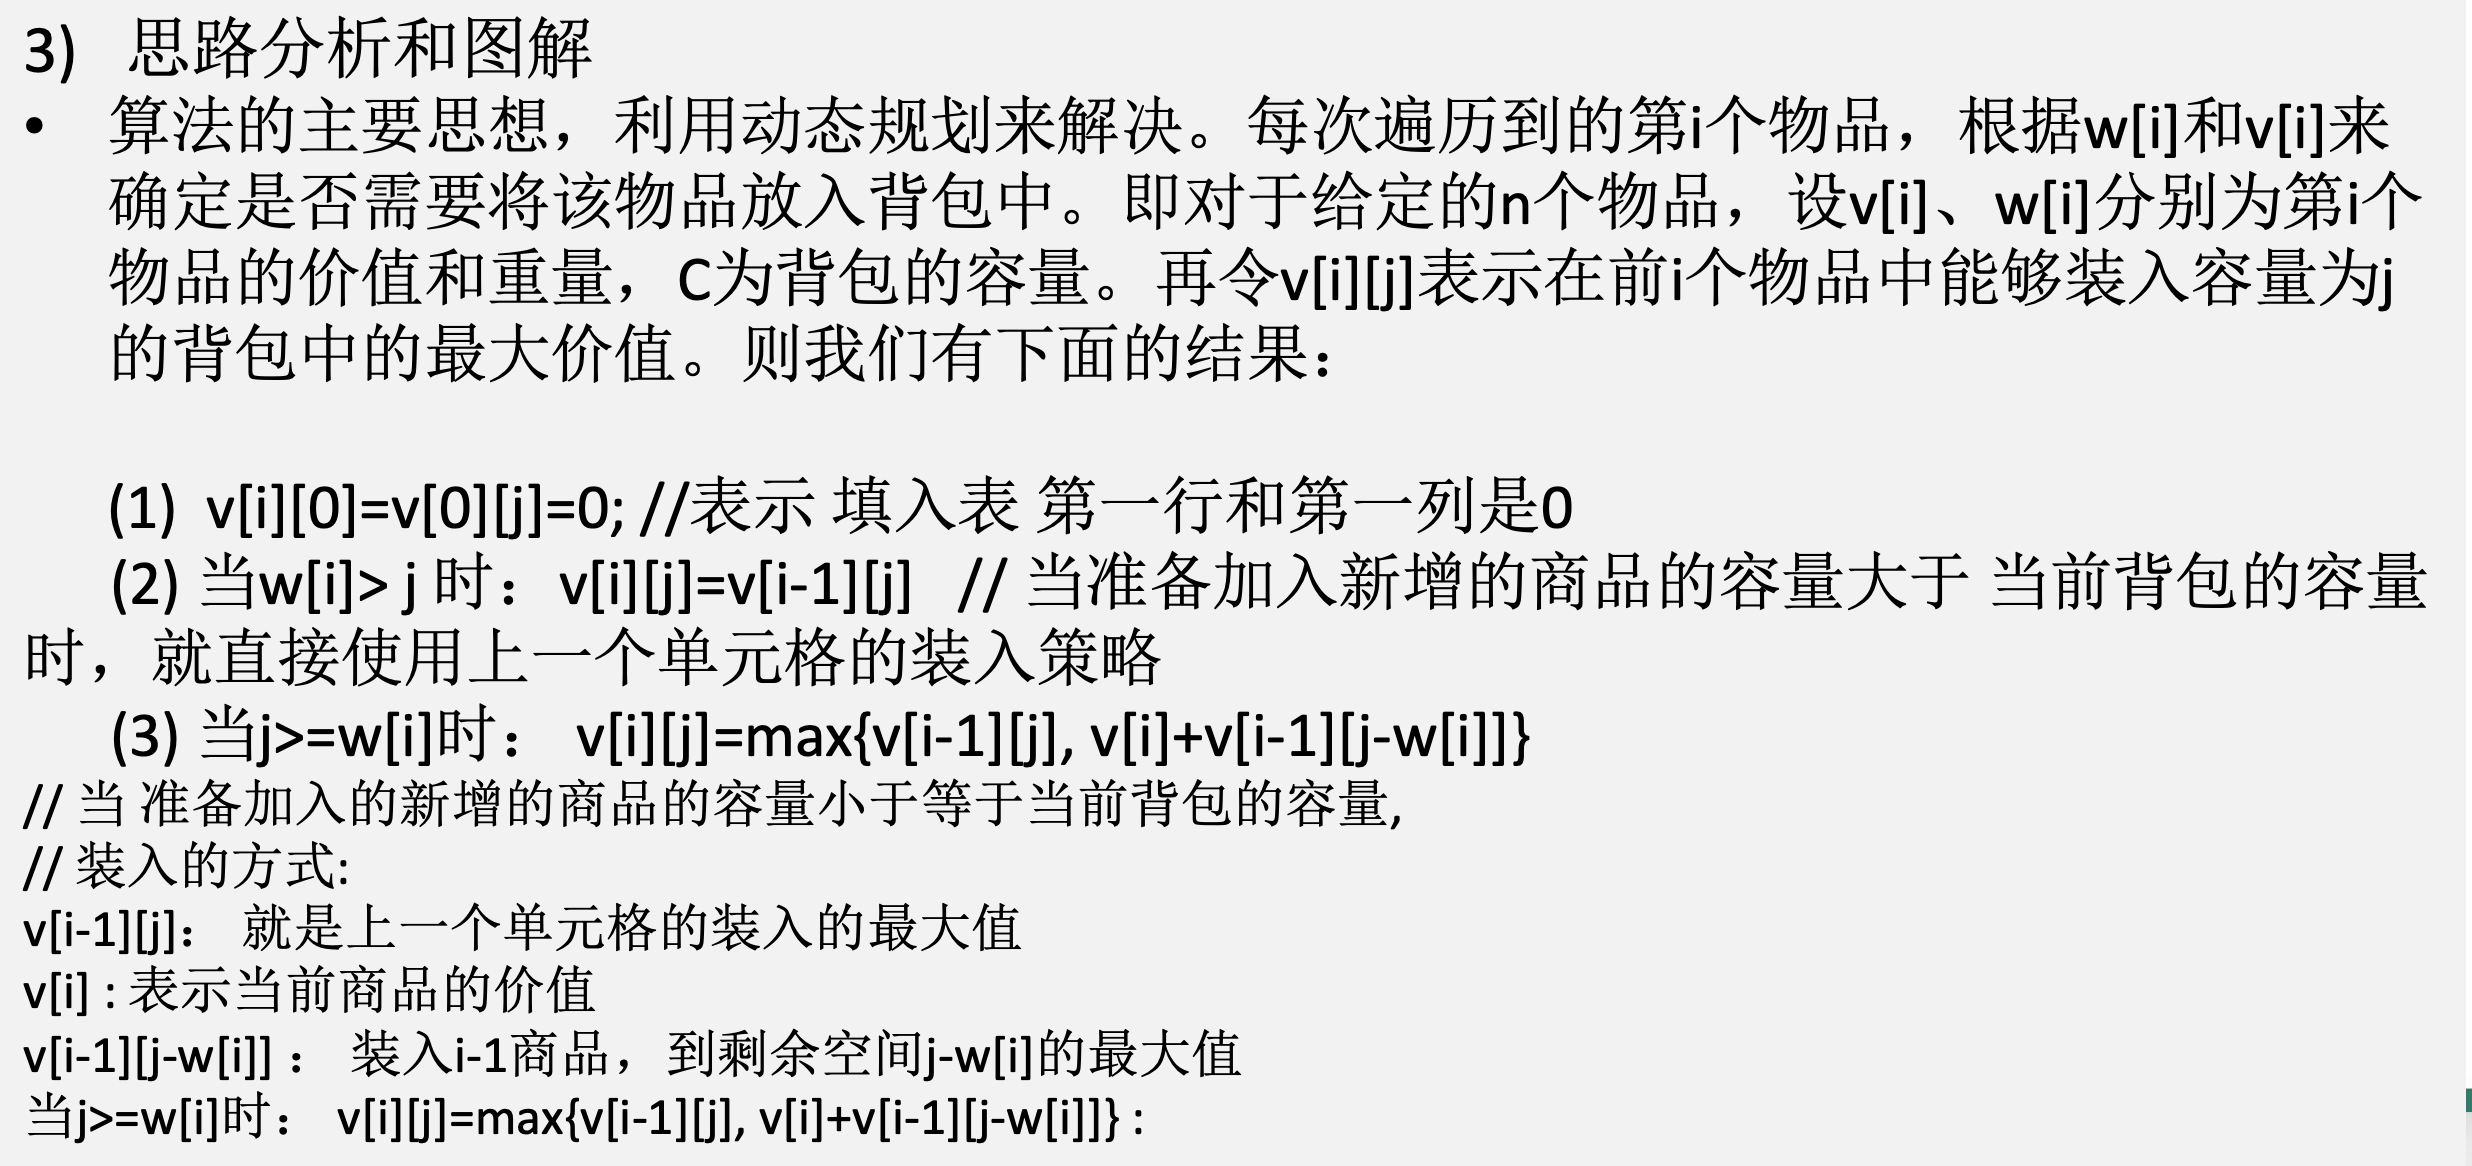 3) 思路分析和图解
• 算法的主要思想，利用动态规划来解决。每次遍历到的第i个物品，根据w[i]和v[i]来
确定是否需要将该物品放入背包中。即对于给定的n个物品，设v[i]、w[i]分别为第i个
物品的价值和重量，C为背包的容量。再令v[i][j]表示在前i个物品中能够装入容量为j
的背包中的最大价值。则我们有下面的结果：
(1) v[i][0]=v[0][j]=0; //表示 填入表 第一行和第一列是0
(2) 当w[i]> j 时： v[i][j]=v[i-1][j] // 当准备加入新增的商品的容量大于 当前背包的容量
时，就直接使用上一个单元格的装入策略
(3) 当j>=w[i]时： v[i][j]=max{v[i-1][j], v[i]+v[i-1][j-w[i]]}
// 当 准备加入的新增的商品的容量小于等于当前背包的容量,
// 装入的方式:
v[i-1][j]： 就是上一个单元格的装入的最大值
v[i] : 表示当前商品的价值
v[i-1][j-w[i]] ： 装入i-1商品，到剩余空间j-w[i]的最大值
当j>=w[i]时： v[i][j]=max{v[i-1][j], v[i]+v[i-1][j-w[i]]} :